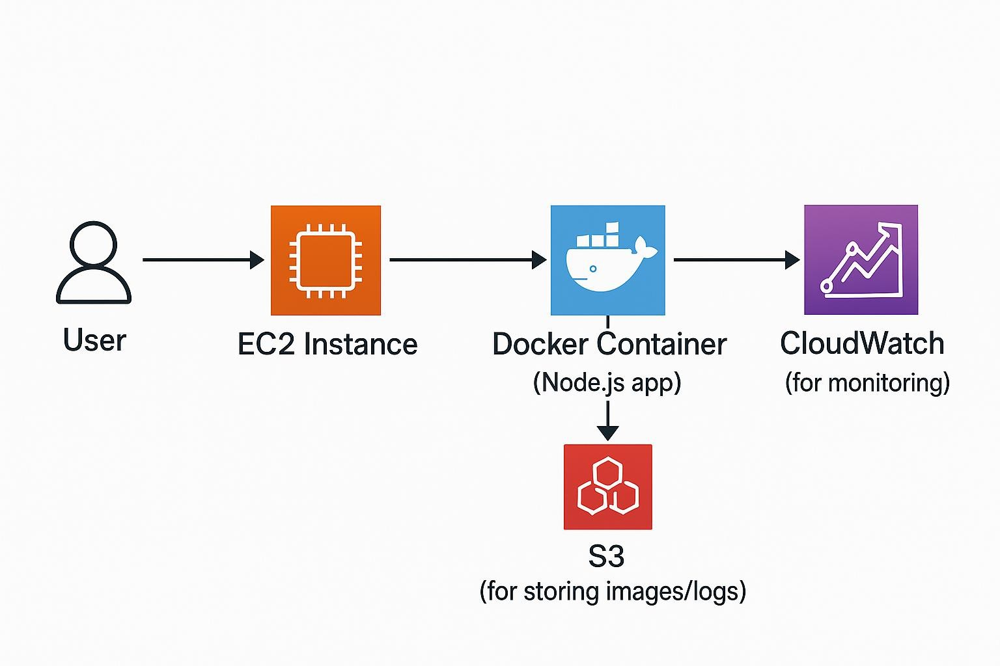 User
EC2 Instance
Docker Container
(Node.js app)
CloudWatch
(for monitoring)
S3
(for storing images/logs)